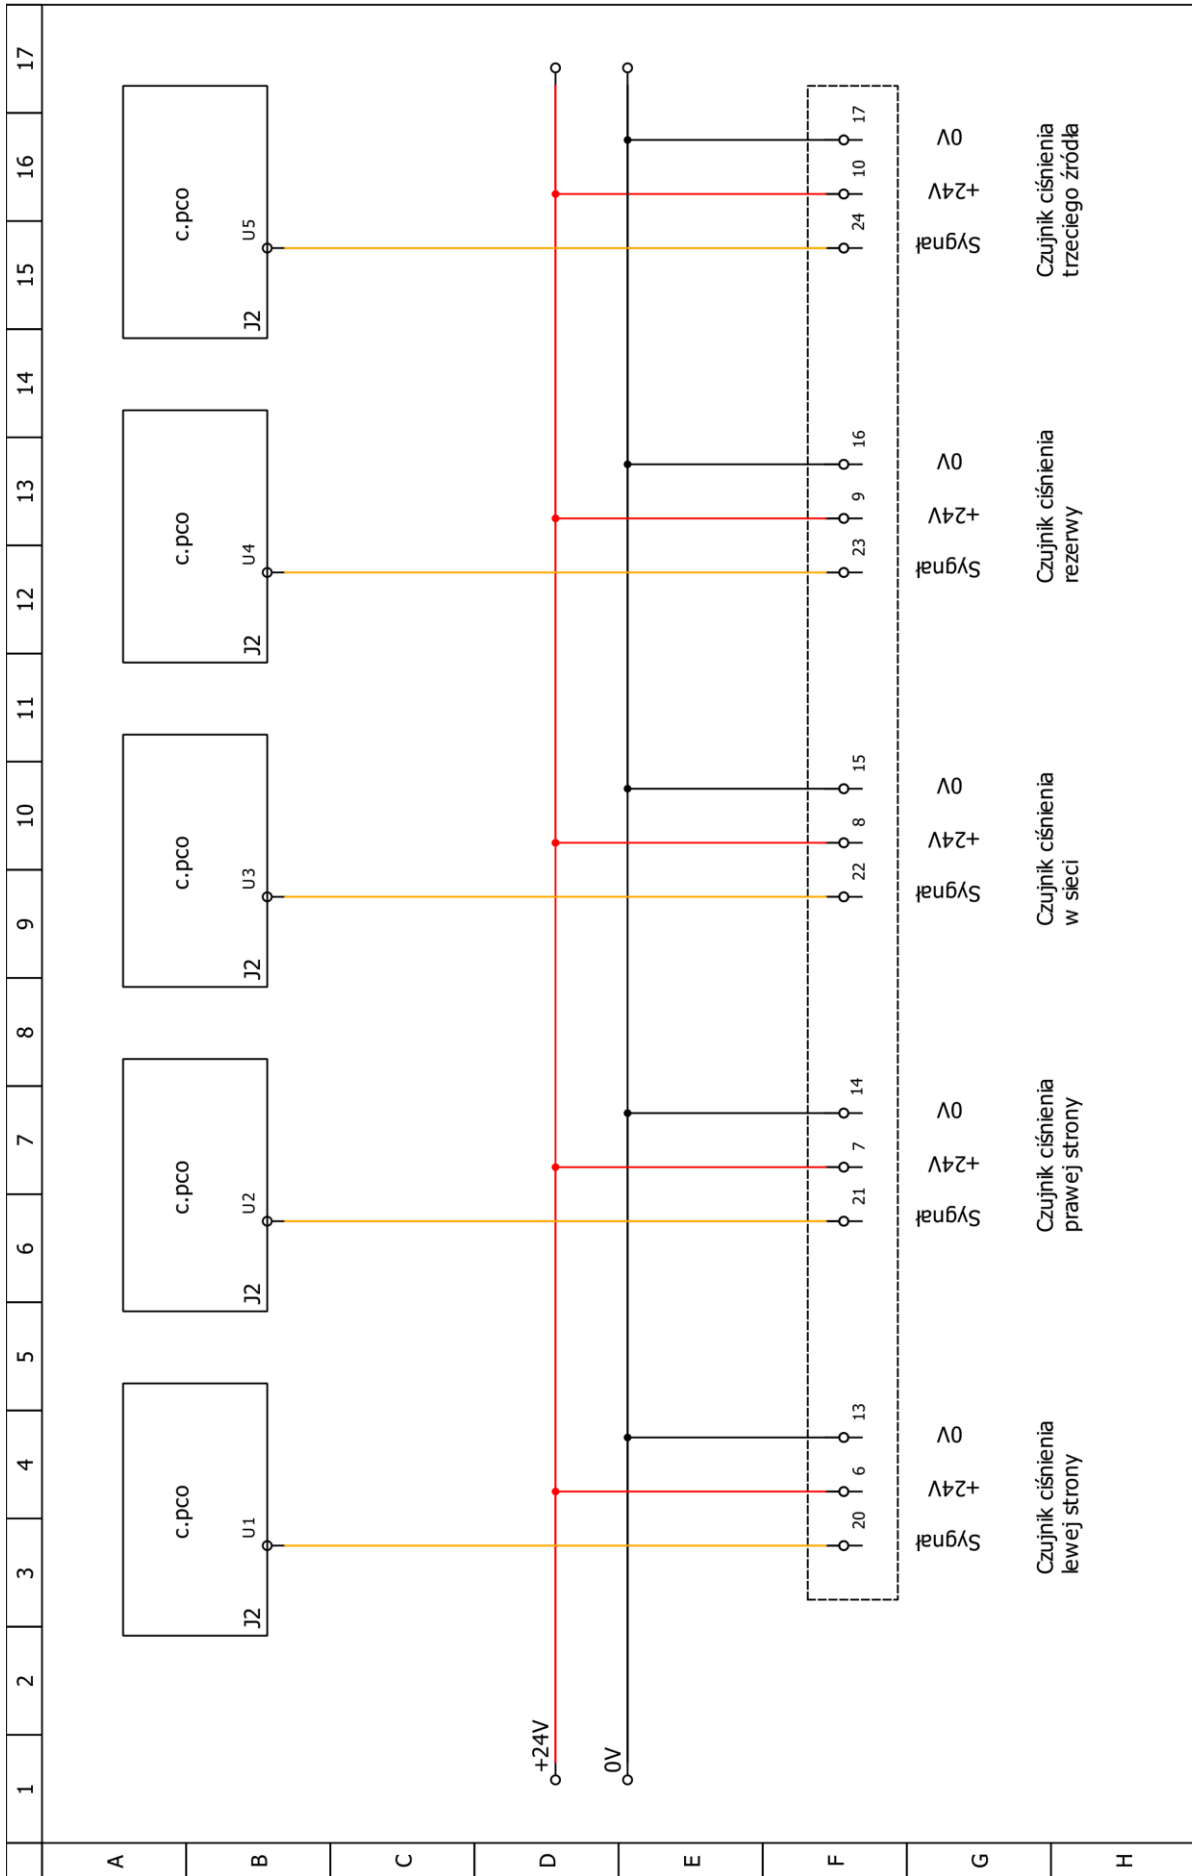 1 2 3 4 5 6 7 8 9 10 11 12 13 14 15 16 17
A
c.pco c.pco c.pco c.pco c.pco
B
J2 U1 J2 U2 J2 U3 J2 U4 J2 U5
C
D
+24V
0V
E
F
20 6 13 21 7 14 22 8 15 23 9 16 24 10 17
G
Sygnał +24V 0V Sygnał +24V 0V Sygnał +24V 0V Sygnał +24V 0V Sygnał +24V 0V
H
Czujnik ciśnienia
lewej strony
Czujnik ciśnienia
prawej strony
Czujnik ciśnienia
w sieci
Czujnik ciśnienia
rezerwy
Czujnik ciśnienia
trzeciego źródła